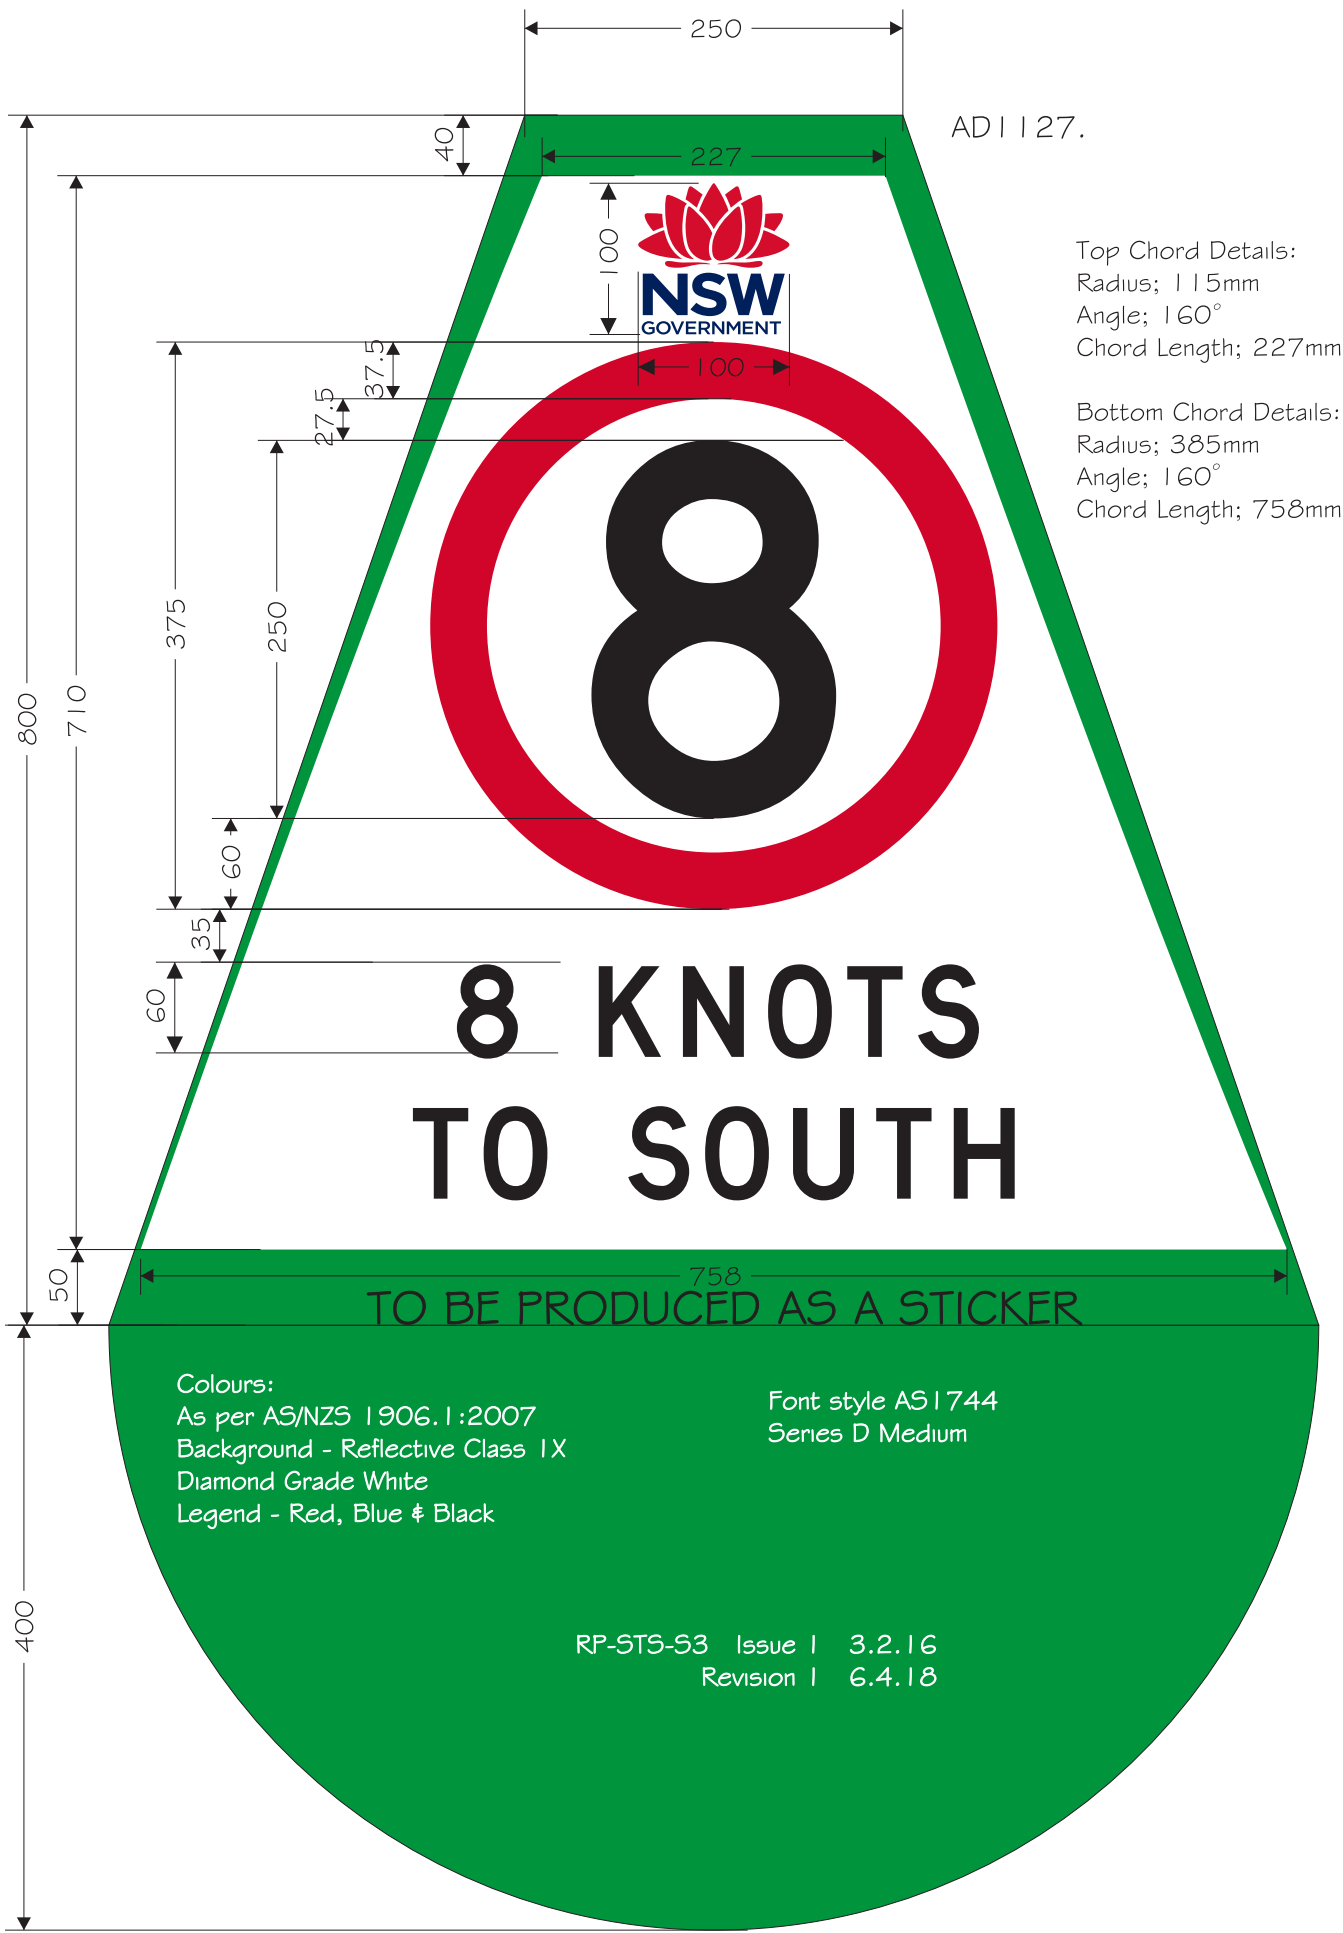 250
AD1127.
40
227
100
NSW
GOVERNMENT
100
Top Chord Details:
Radius; 115mm
Angle; 160°
Chord Length; 227mm
Bottom Chord Details:
Radius; 385mm
Angle; 160°
Chord Length; 758mm
37.5
27.5
8
375
250
800
710
60
35
60
8 KNOTS
TO SOUTH
50
758
TO BE PRODUCED AS A STICKER
Colours:
As per AS/NZS 1906.1:2007
Background - Reflective Class 1X
Diamond Grade White
Legend - Red, Blue & Black
Font style AS1744
Series D Medium
400
RP-STS-S3 Issue 1 3.2.16
Revision 1 6.4.18